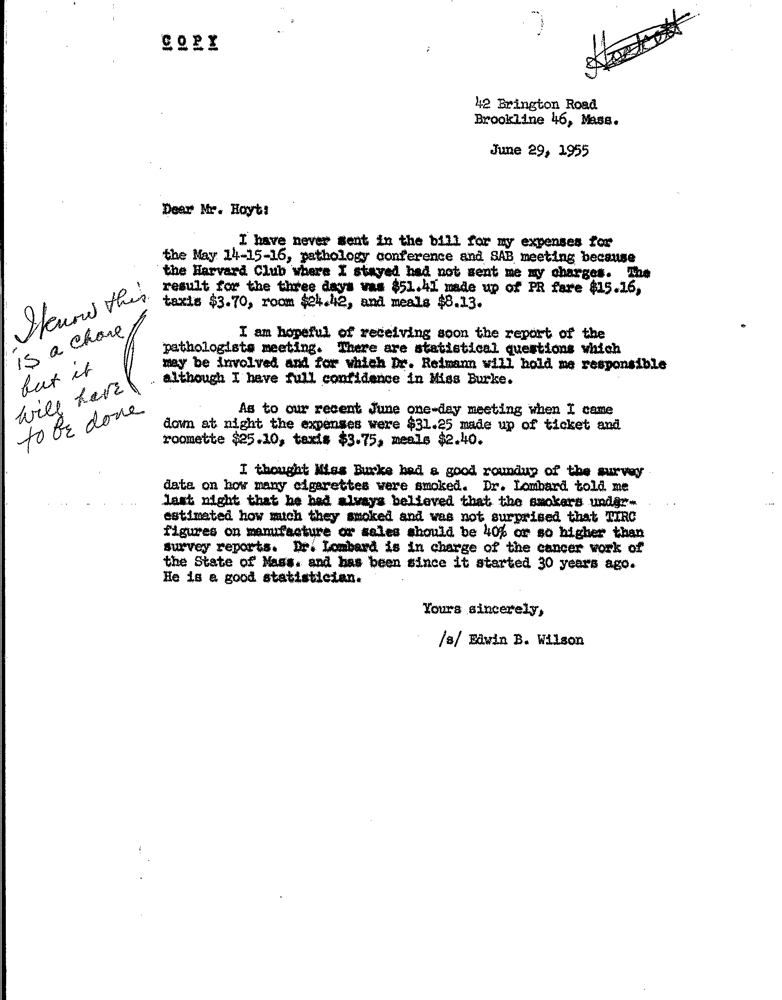 COPY
42 Brington Road
Brookline 46, Mass.
June 29, 1955
Dear Mr. Hoyt:
I have never sent in the bill for my expenses for
the May 14-15-16, pathology conference and SAB meeting because
the Harvard Club where I stayed had not sent me my charges. The
result for the three days was $51.41 made up of PR fare $15.16,
taxis $3.70, room $24.42, and meals $8.13.
I am hopeful of receiving soon the report of the
pathologists meeting. There are statistical questions which
may be involved and for which Dr. Reimann will hold me responsible
although I have full confidence in Miss Burke.
I know this
is a chore
but it
will have
to be done
As to our recent June one-day meeting when I came
down at night the expenses were $31.25 made up of ticket and
roomette $25.10, taxis $3.75, meals $2.40.
I thought Miss Burke had a good roundup of the survey
data on how many cigarettes were smoked. Dr. Lombard told me
last night that he had always believed that the smokers under-
estimated how much they smoked and was not surprised that TIRC
figures on manufacture or sales should be 40% or so higher than
survey reports. Dr. Lombard is in charge of the cancer work of
the State of Mass. and has been since it started 30 years ago.
He is a good statistician.
Yours sincerely,
/s/ Edwin B. Wilson